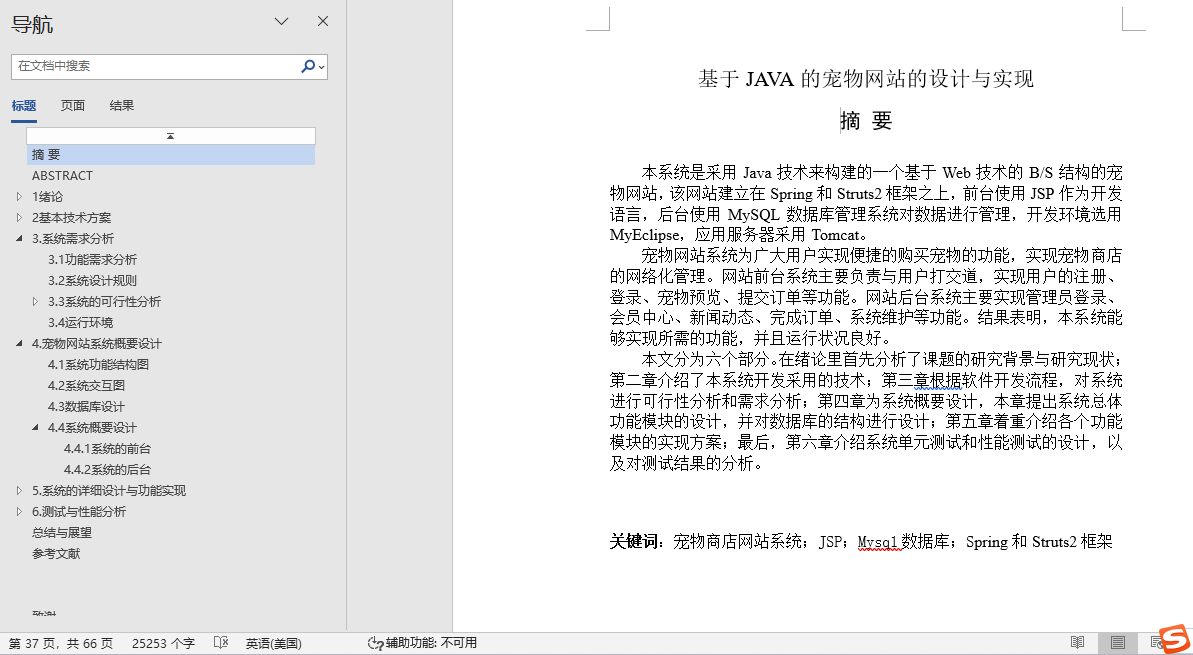 导航
在文档中搜索
标题 页面 结果
摘 要
ABSTRACT
1绪论
2基本技术方案
3.系统需求分析
3.1功能需求分析
3.2系统设计规则
3.3系统的可行性分析
3.4运行环境
4.宠物网站系统概要设计
4.1系统功能结构图
4.2系统交互图
4.3数据库设计
4.4系统概要设计
4.4.1系统的前台
4.4.2系统的后台
5.系统的详细设计与功能实现
6.测试与性能分析
总结与展望
参考文献
基于 JAVA 的宠物网站的设计与实现
摘 要
本系统是采用 Java 技术来构建的一个基于 Web 技术的 B/S 结构的宠
物网站，该网站建立在 Spring 和 Struts2 框架之上，前台使用 JSP 作为开发
语言，后台使用 MySQL 数据库管理系统对数据进行管理，开发环境选用
MyEclipse，应用服务器采用 Tomcat。
宠物网站系统为广大用户实现便捷的购买宠物的功能，实现宠物商店
的网络化管理。网站前台系统主要负责与用户打交道，实现用户的注册、
登录、宠物预览、提交订单等功能。网站后台系统主要实现管理员登录、
会员中心、新闻动态、完成订单、系统维护等功能。结果表明，本系统能
够实现所需的功能，并且运行状况良好。
本文分为六个部分。在绪论里首先分析了课题的研究背景与研究现状；
第二章介绍了本系统开发采用的技术；第三章根据软件开发流程，对系统
进行可行性分析和需求分析；第四章为系统概要设计，本章提出系统总体
功能模块的设计，并对数据库的结构进行设计；第五章着重介绍各个功能
模块的实现方案；最后，第六章介绍系统单元测试和性能测试的设计，以
及对测试结果的分析。
关键词：宠物商店网站系统；JSP；Mysql 数据库；Spring 和 Struts2 框架
第 37 页，共 66 页 25253 个字 英语(美国) 辅助功能: 不可用